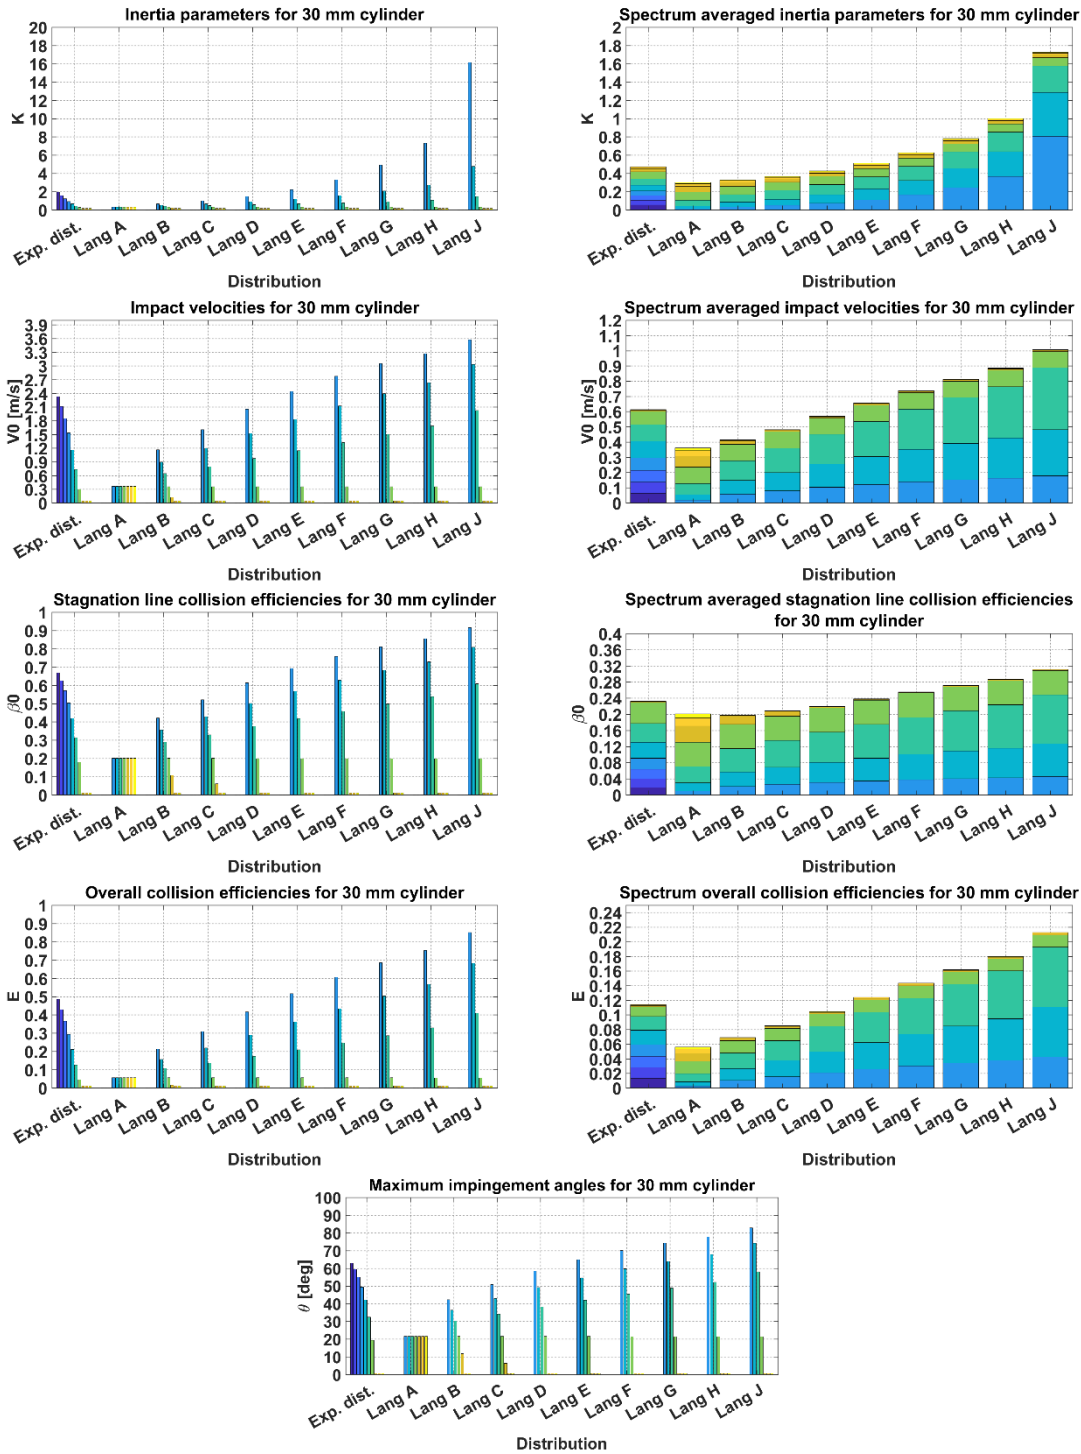 Inertia parameters for 30 mm cylinder
20
18
16
14
12
10
8
6
4
2
0
K
Exp. dist. Lang A Lang B Lang C Lang D Lang E Lang F Lang G Lang H Lang J
Distribution
Spectrum averaged inertia parameters for 30 mm cylinder
2
1.8
1.6
1.4
1.2
1
0.8
0.6
0.4
0.2
0
K
Exp. dist. Lang A Lang B Lang C Lang D Lang E Lang F Lang G Lang H Lang J
Distribution
Impact velocities for 30 mm cylinder
3.9
3.6
3.3
3
2.7
2.4
2.1
1.8
1.5
1.2
0.9
0.6
0.3
0
V0 [m/s]
Exp. dist. Lang A Lang B Lang C Lang D Lang E Lang F Lang G Lang H Lang J
Distribution
Spectrum averaged impact velocities for 30 mm cylinder
1.2
1.1
1
0.9
0.8
0.7
0.6
0.5
0.4
0.3
0.2
0.1
0
V0 [m/s]
Exp. dist. Lang A Lang B Lang C Lang D Lang E Lang F Lang G Lang H Lang J
Distribution
Stagnation line collision efficiencies for 30 mm cylinder
1
0.9
0.8
0.7
0.6
0.5
0.4
0.3
0.2
0.1
0
β0
Exp. dist. Lang A Lang B Lang C Lang D Lang E Lang F Lang G Lang H Lang J
Distribution
Spectrum averaged stagnation line collision efficiencies
for 30 mm cylinder
0.4
0.36
0.32
0.28
0.24
0.2
0.16
0.12
0.08
0.04
0
β0
Exp. dist. Lang A Lang B Lang C Lang D Lang E Lang F Lang G Lang H Lang J
Distribution
Overall collision efficiencies for 30 mm cylinder
1
0.9
0.8
0.7
0.6
0.5
0.4
0.3
0.2
0.1
0
E
Exp. dist. Lang A Lang B Lang C Lang D Lang E Lang F Lang G Lang H Lang J
Distribution
Spectrum overall collision efficiencies for 30 mm cylinder
0.24
0.22
0.2
0.18
0.16
0.14
0.12
0.1
0.08
0.06
0.04
0.02
0
E
Exp. dist. Lang A Lang B Lang C Lang D Lang E Lang F Lang G Lang H Lang J
Distribution
Maximum impingement angles for 30 mm cylinder
100
90
80
70
60
50
40
30
20
10
0
θ [deg]
Exp. dist. Lang A Lang B Lang C Lang D Lang E Lang F Lang G Lang H Lang J
Distribution